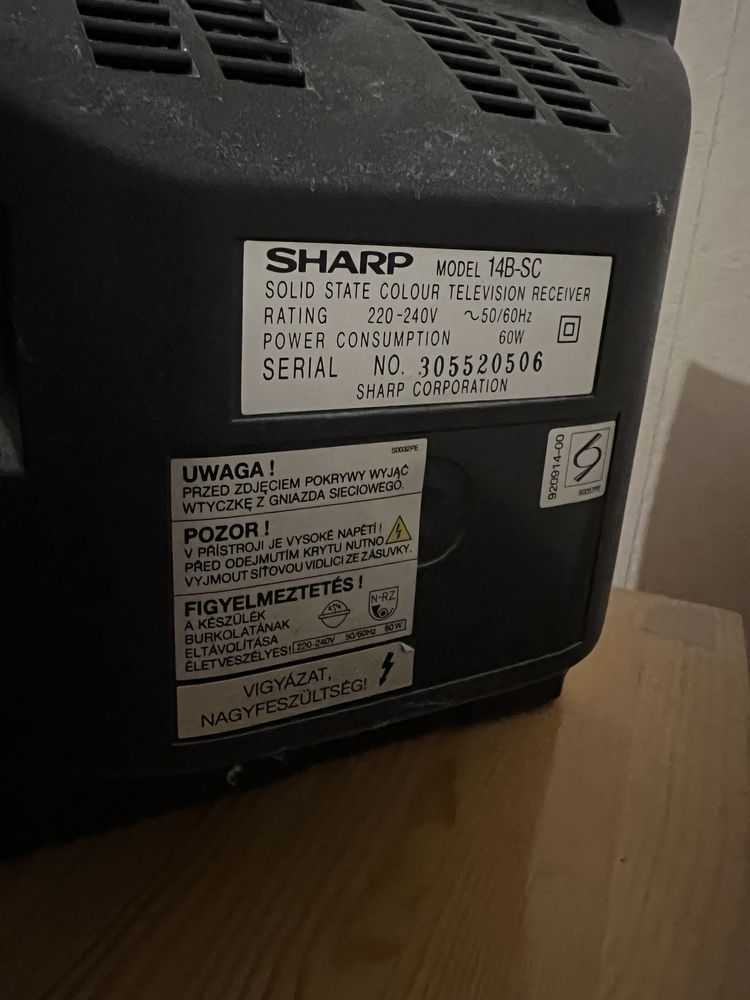 SHARP MODEL 14B-SC
SOLID STATE COLOUR TELEVISION RECEIVER
RATING 220-240V ~50/60Hz
POWER CONSUMPTION 60W
SERIAL NO. 305520506
SHARP CORPORATION
S0032PE
UWAGA !
PRZED ZDJĘCIEM POKRYWY WYJĄĆ
WTYCZKĘ Z GNIAZDA SIECIOWEGO.
POZOR !
V PŘÍSTROJI JE VYSOKÉ NAPĚTÍ !
PŘED ODEJMUTÍM KRYTU NUTNO
VYJMOUT SÍŤOVOU VIDLICI ZE ZÁSUVKY.
FIGYELMEZTETÉS !
A KÉSZÜLÉK
BURKOLATÁNAK
ELTÁVOLÍTÁSA
ÉLETVESZÉLYES!
N-RZ
220-240V 50/60Hz 60W
VIGYÁZAT,
NAGYFESZÜLTSÉG!
920914-00